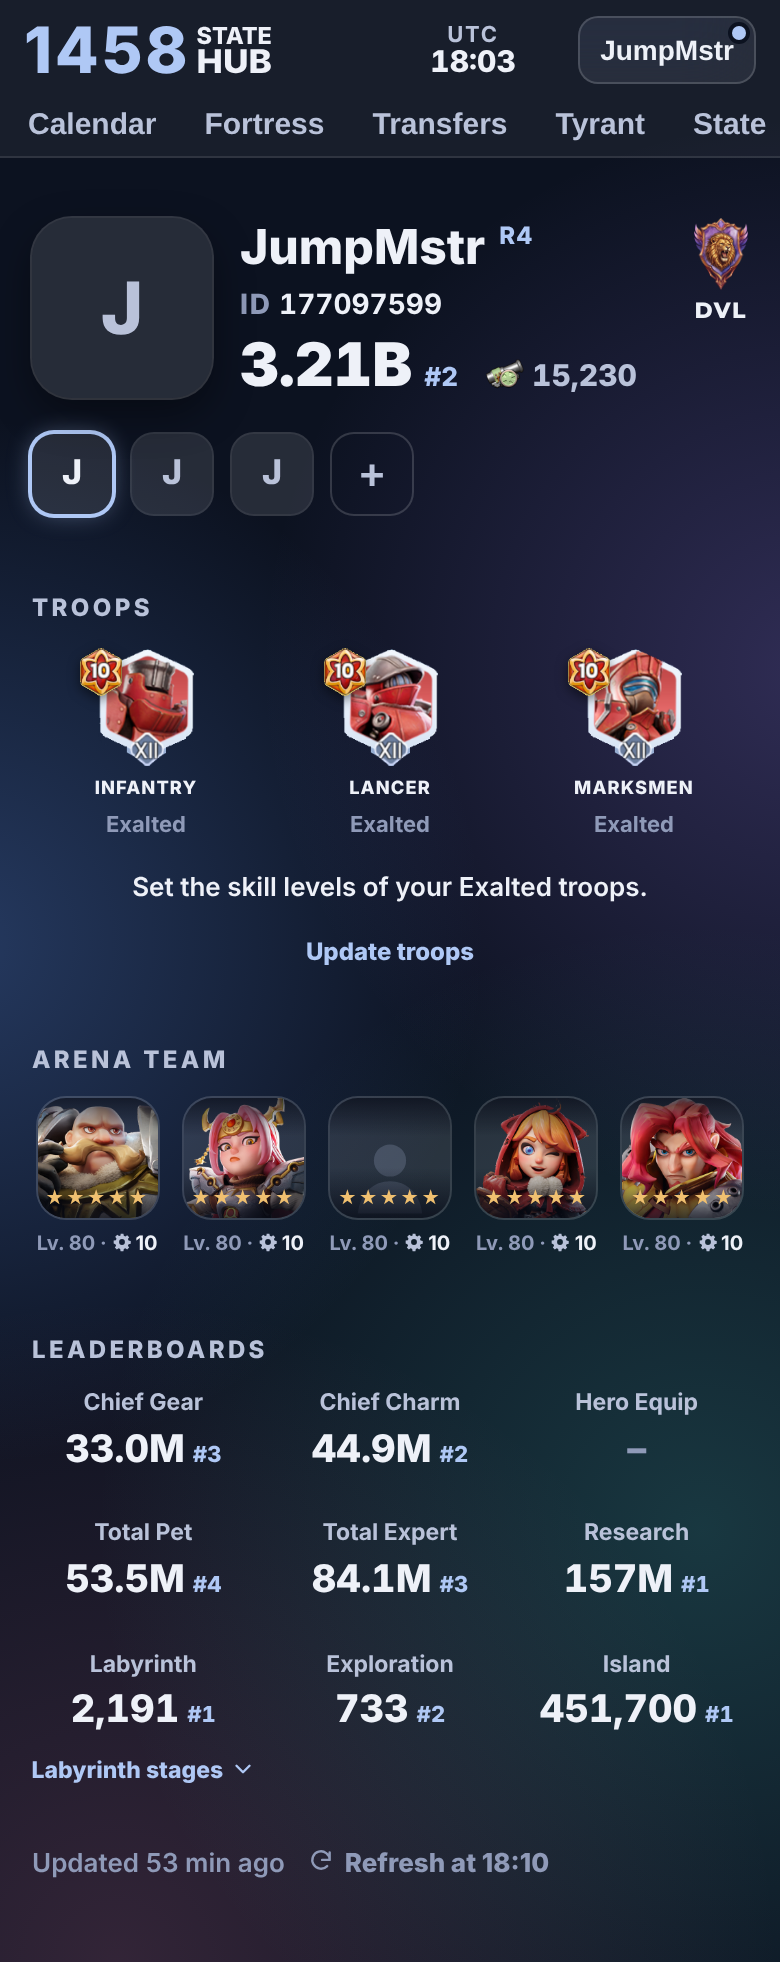 1458 STATE HUB
UTC
18:03
JumpMstr
Calendar Fortress Transfers Tyrant State
J
JumpMstr R4
ID 177097599
3.21B #2 15,230
DVL
J J J +
TROOPS
10 XII 10 XII 10 XII
INFANTRY LANCER MARKSMEN
Exalted Exalted Exalted
Set the skill levels of your Exalted troops.
Update troops
ARENA TEAM
★★★★★ ★★★★★ ★★★★★ ★★★★★ ★★★★★
Lv. 80 · 10 Lv. 80 · 10 Lv. 80 · 10 Lv. 80 · 10 Lv. 80 · 10
LEADERBOARDS
Chief Gear Chief Charm Hero Equip
33.0M #3 44.9M #2 –
Total Pet Total Expert Research
53.5M #4 84.1M #3 157M #1
Labyrinth Exploration Island
2,191 #1 733 #2 451,700 #1
Labyrinth stages
Updated 53 min ago Refresh at 18:10